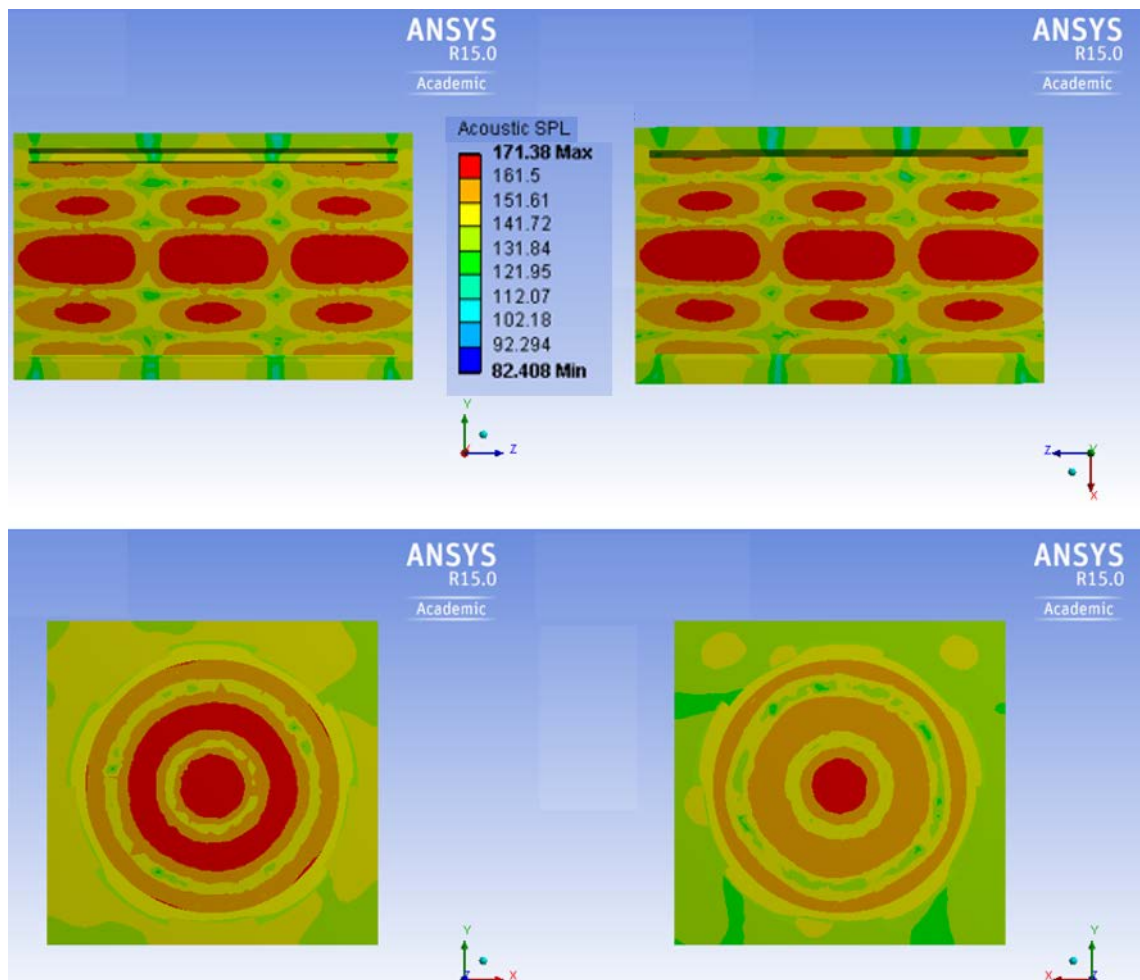 ANSYS
R15.0
Academic
ANSYS
R15.0
Academic
Acoustic SPL
171.38 Max
161.5
151.61
141.72
131.84
121.95
112.07
102.18
92.294
82.408 Min
Y
Z
Z
Y
X
ANSYS
R15.0
Academic
ANSYS
R15.0
Academic
Y
Z
X
Y
X